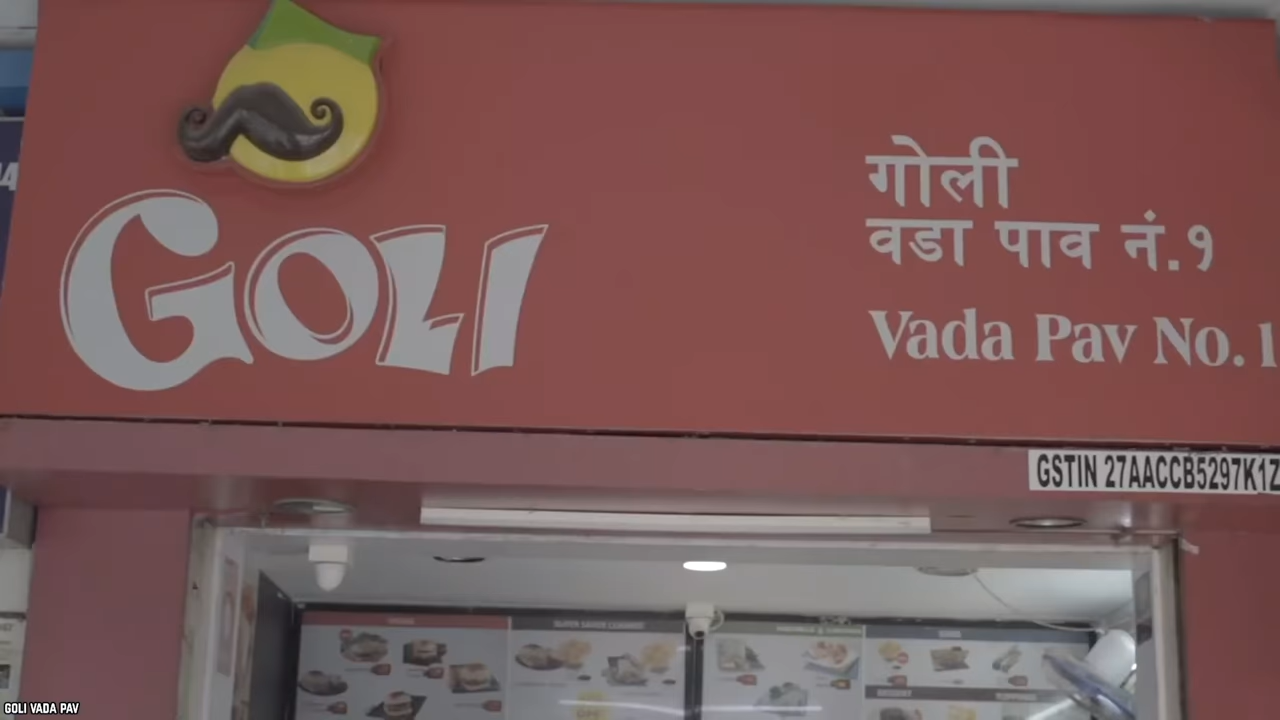 GOLI
गोली
वडा पाव नं.१
Vada Pav No. 1
GSTIN 27AACCB5297K1Z
GOLI VADA PAV